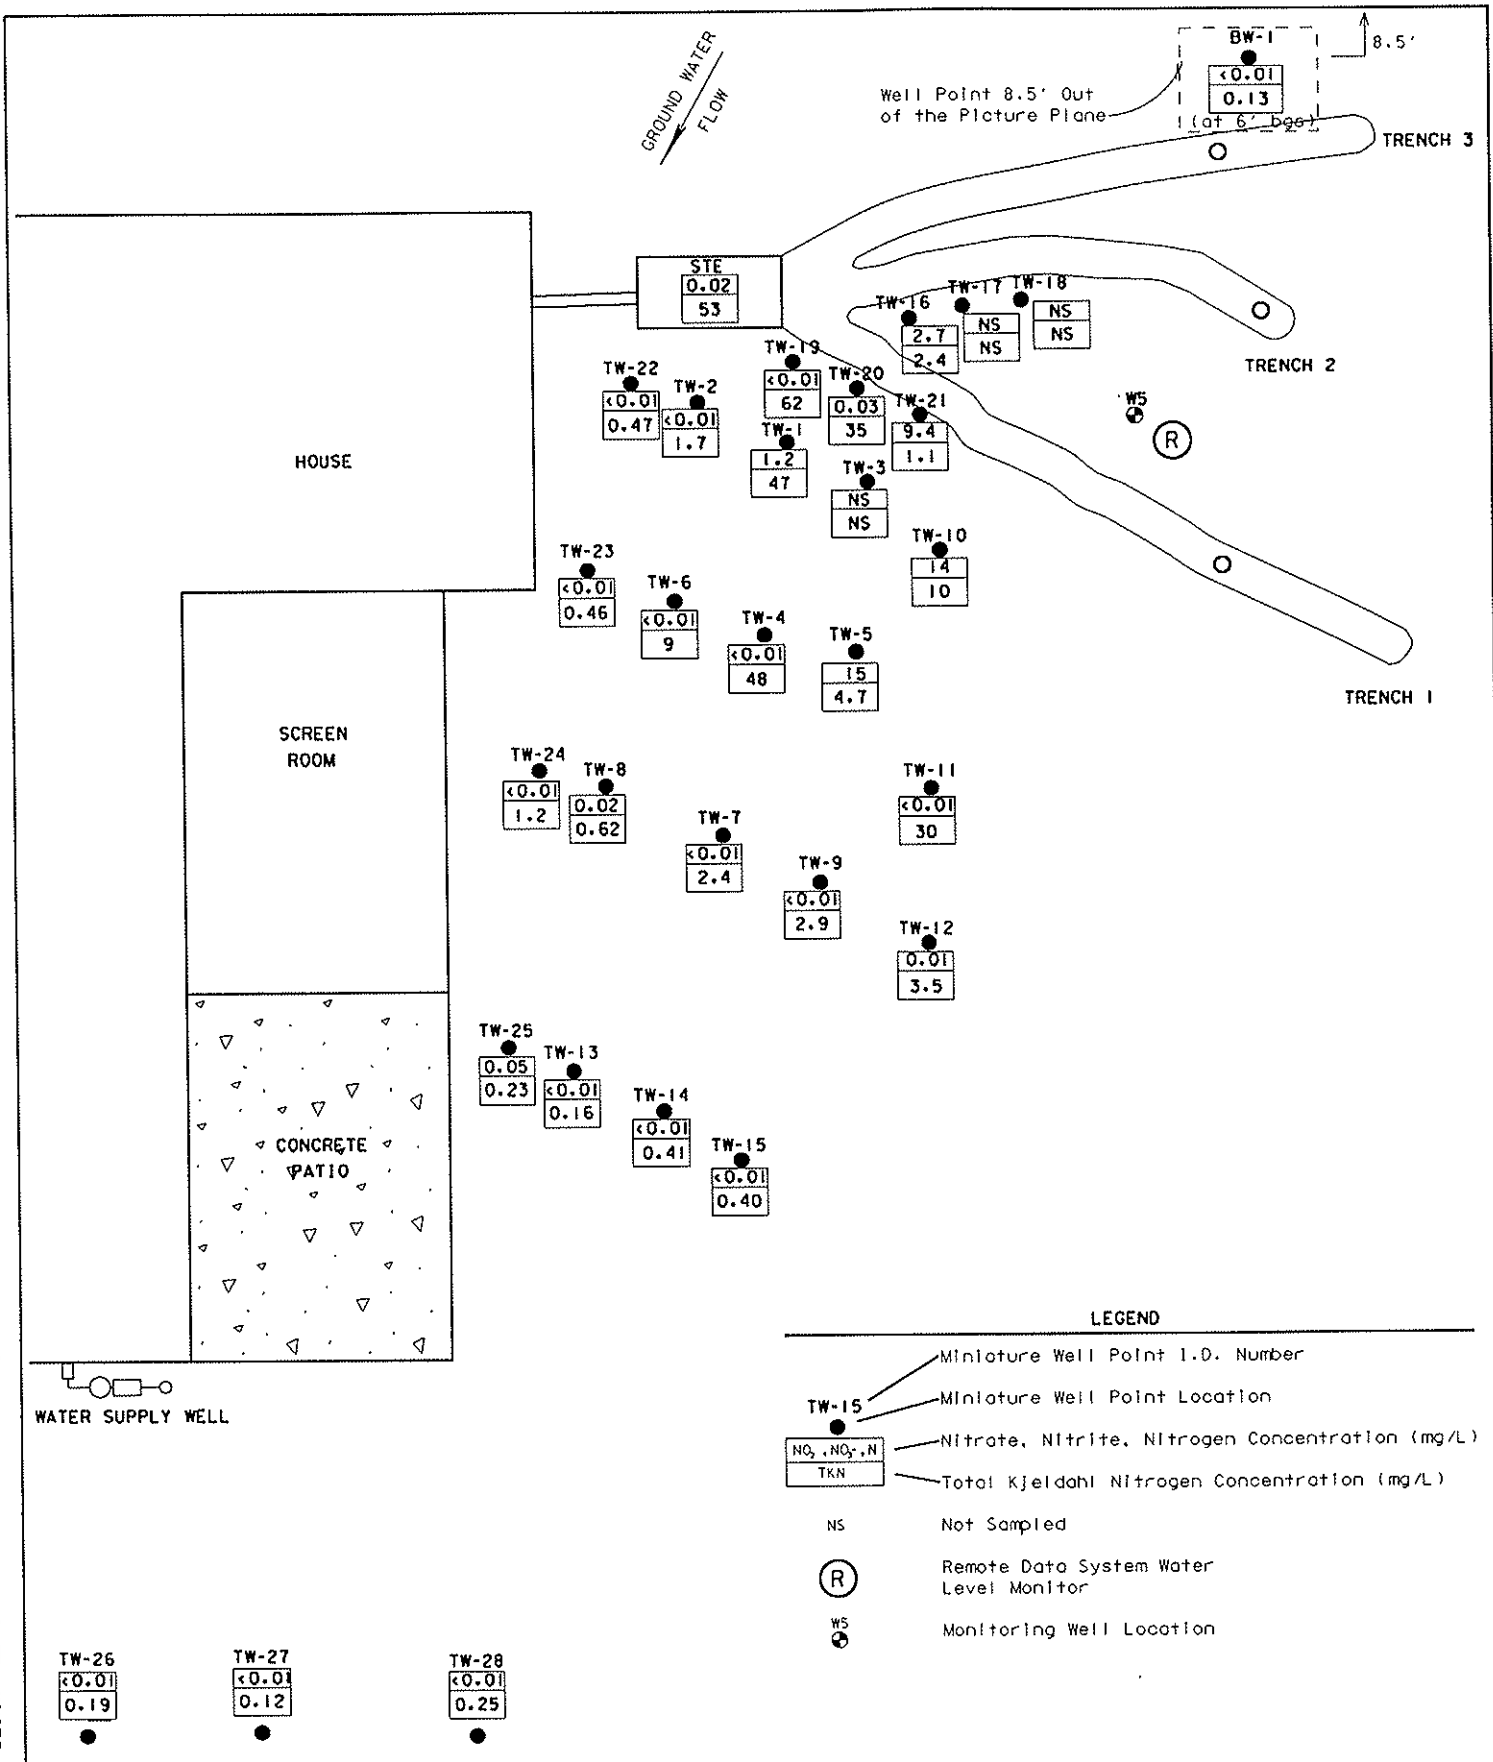 BW-1
8.5'
<0.01
0.13
(at 6' bgs)
Well Point 8.5' Out
of the Picture Plane
GROUND WATER
FLOW
TRENCH 3
STE
0.02
53
TW-16
2.7
2.4
TW-17
NS
NS
TW-18
NS
NS
TRENCH 2
TW-22
<0.01
0.47
TW-2
<0.01
1.7
TW-19
<0.01
62
TW-20
0.03
35
TW-21
9.4
1.1
W5
R
TW-1
1.2
47
TW-3
NS
NS
HOUSE
TW-10
14
10
TW-23
<0.01
0.46
TW-6
<0.01
9
TW-4
<0.01
48
TW-5
15
4.7
TRENCH 1
SCREEN
ROOM
TW-24
<0.01
1.2
TW-8
0.02
0.62
TW-7
<0.01
2.4
TW-9
<0.01
2.9
TW-11
<0.01
30
TW-12
0.01
3.5
TW-25
0.05
0.23
TW-13
<0.01
0.16
TW-14
<0.01
0.41
TW-15
<0.01
0.40
CONCRETE
PATIO
WATER SUPPLY WELL
LEGEND
Miniature Well Point I.D. Number
Miniature Well Point Location
TW-15
NO₂,NO₃-,N
Nitrate, Nitrite, Nitrogen Concentration (mg/L)
TKN
Total Kjeldahl Nitrogen Concentration (mg/L)
NS
Not Sampled
R
Remote Data System Water
Level Monitor
W5
Monitoring Well Location
TW-26
<0.01
0.19
TW-27
<0.01
0.12
TW-28
<0.01
0.25